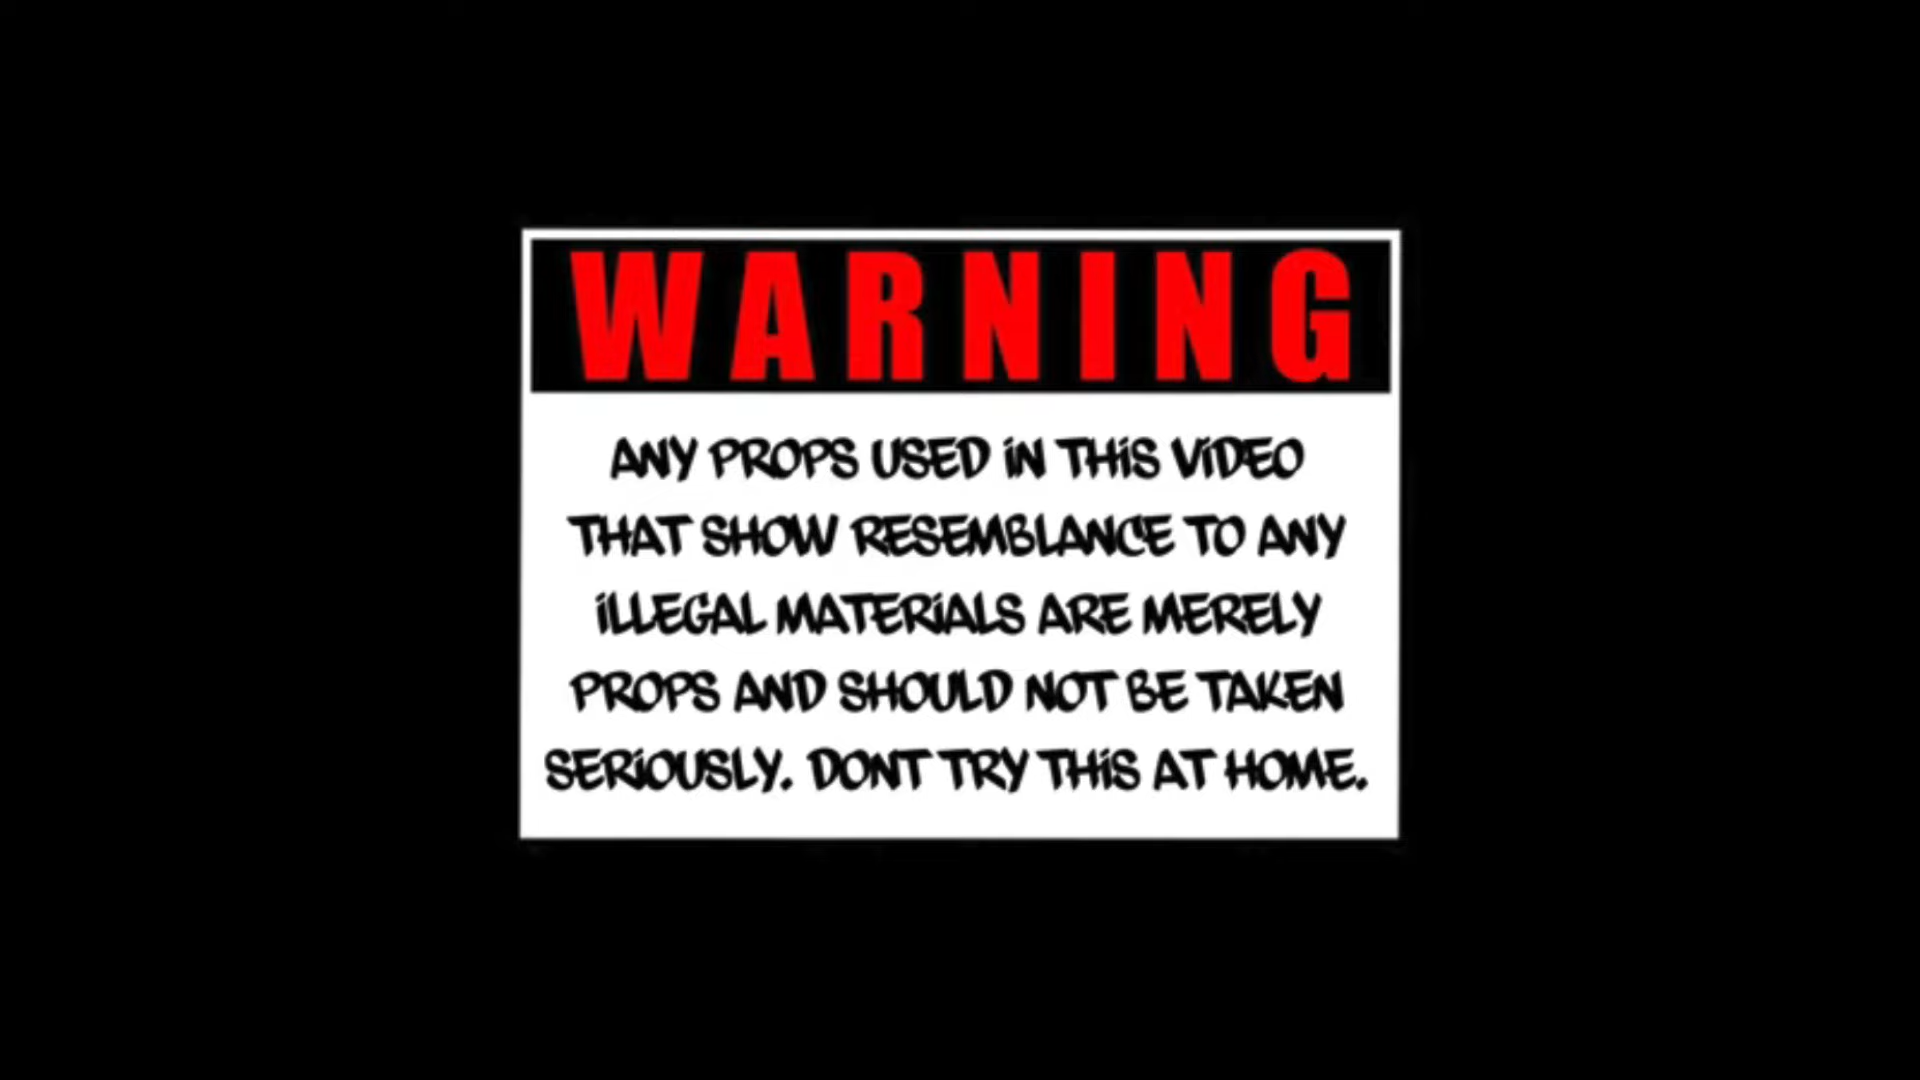 WARNING
ANY PROPS USED IN THIS VIDEO
THAT SHOW RESEMBLANCE TO ANY
ILLEGAL MATERIALS ARE MERELY
PROPS AND SHOULD NOT BE TAKEN
SERIOUSLY. DONT TRY THIS AT HOME.